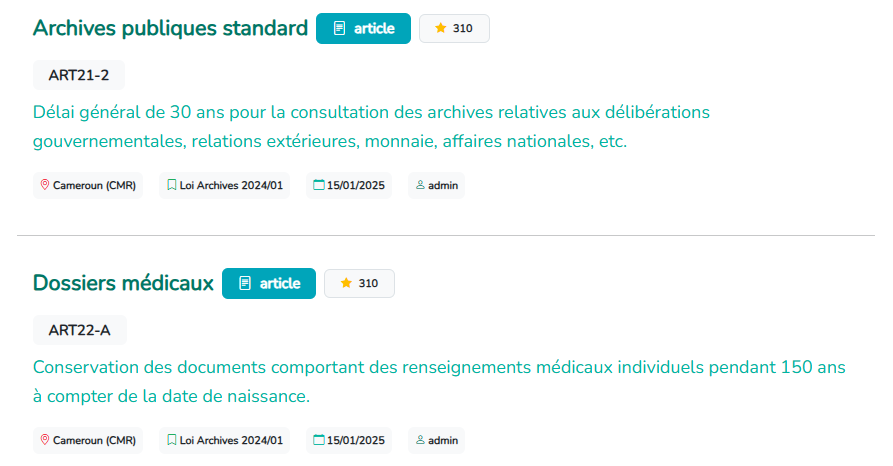 Archives publiques standard article 310
ART21-2
Délai général de 30 ans pour la consultation des archives relatives aux délibérations
gouvernementales, relations extérieures, monnaie, affaires nationales, etc.
Cameroun (CMR) Loi Archives 2024/01 15/01/2025 admin
Dossiers médicaux article 310
ART22-A
Conservation des documents comportant des renseignements médicaux individuels pendant 150 ans
à compter de la date de naissance.
Cameroun (CMR) Loi Archives 2024/01 15/01/2025 admin